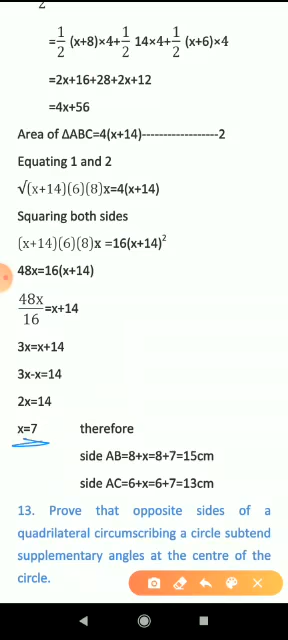 2
=1/2 (x+8)×4+1/2 14×4+1/2 (x+6)×4
=2x+16+28+2x+12
=4x+56
Area of ΔABC=4(x+14)-------------------2
Equating 1 and 2
√(x+14)(6)(8)x=4(x+14)
Squaring both sides
(x+14)(6)(8)x =16(x+14)²
48x=16(x+14)
48x/16=x+14
3x=x+14
3x-x=14
2x=14
x=7 therefore
side AB=8+x=8+7=15cm
side AC=6+x=6+7=13cm
13. Prove that opposite sides of a
quadrilateral circumscribing a circle subtend
supplementary angles at the centre of the
circle.